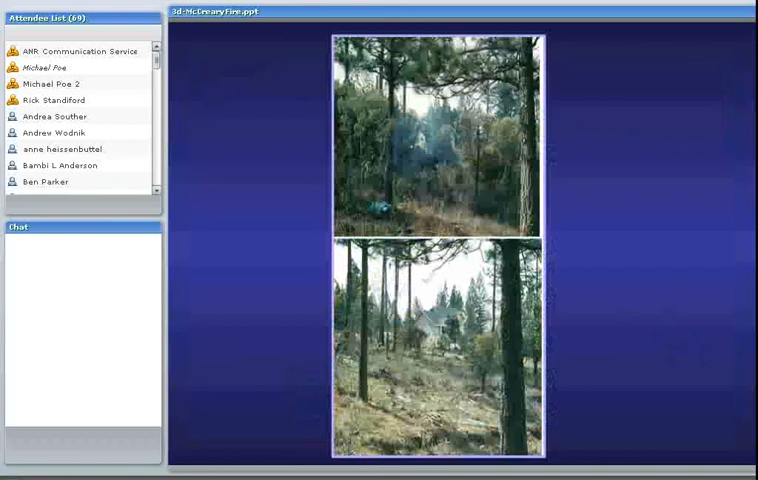 Attendee List (69)
ANR Communication Service
Michael Poe
Michael Poe 2
Rick Standiford
Andrea Souther
Andrew Wodnik
anne heissenbuttel
Bambi L Anderson
Ben Parker
Chat
3d-McCrearyFire.ppt